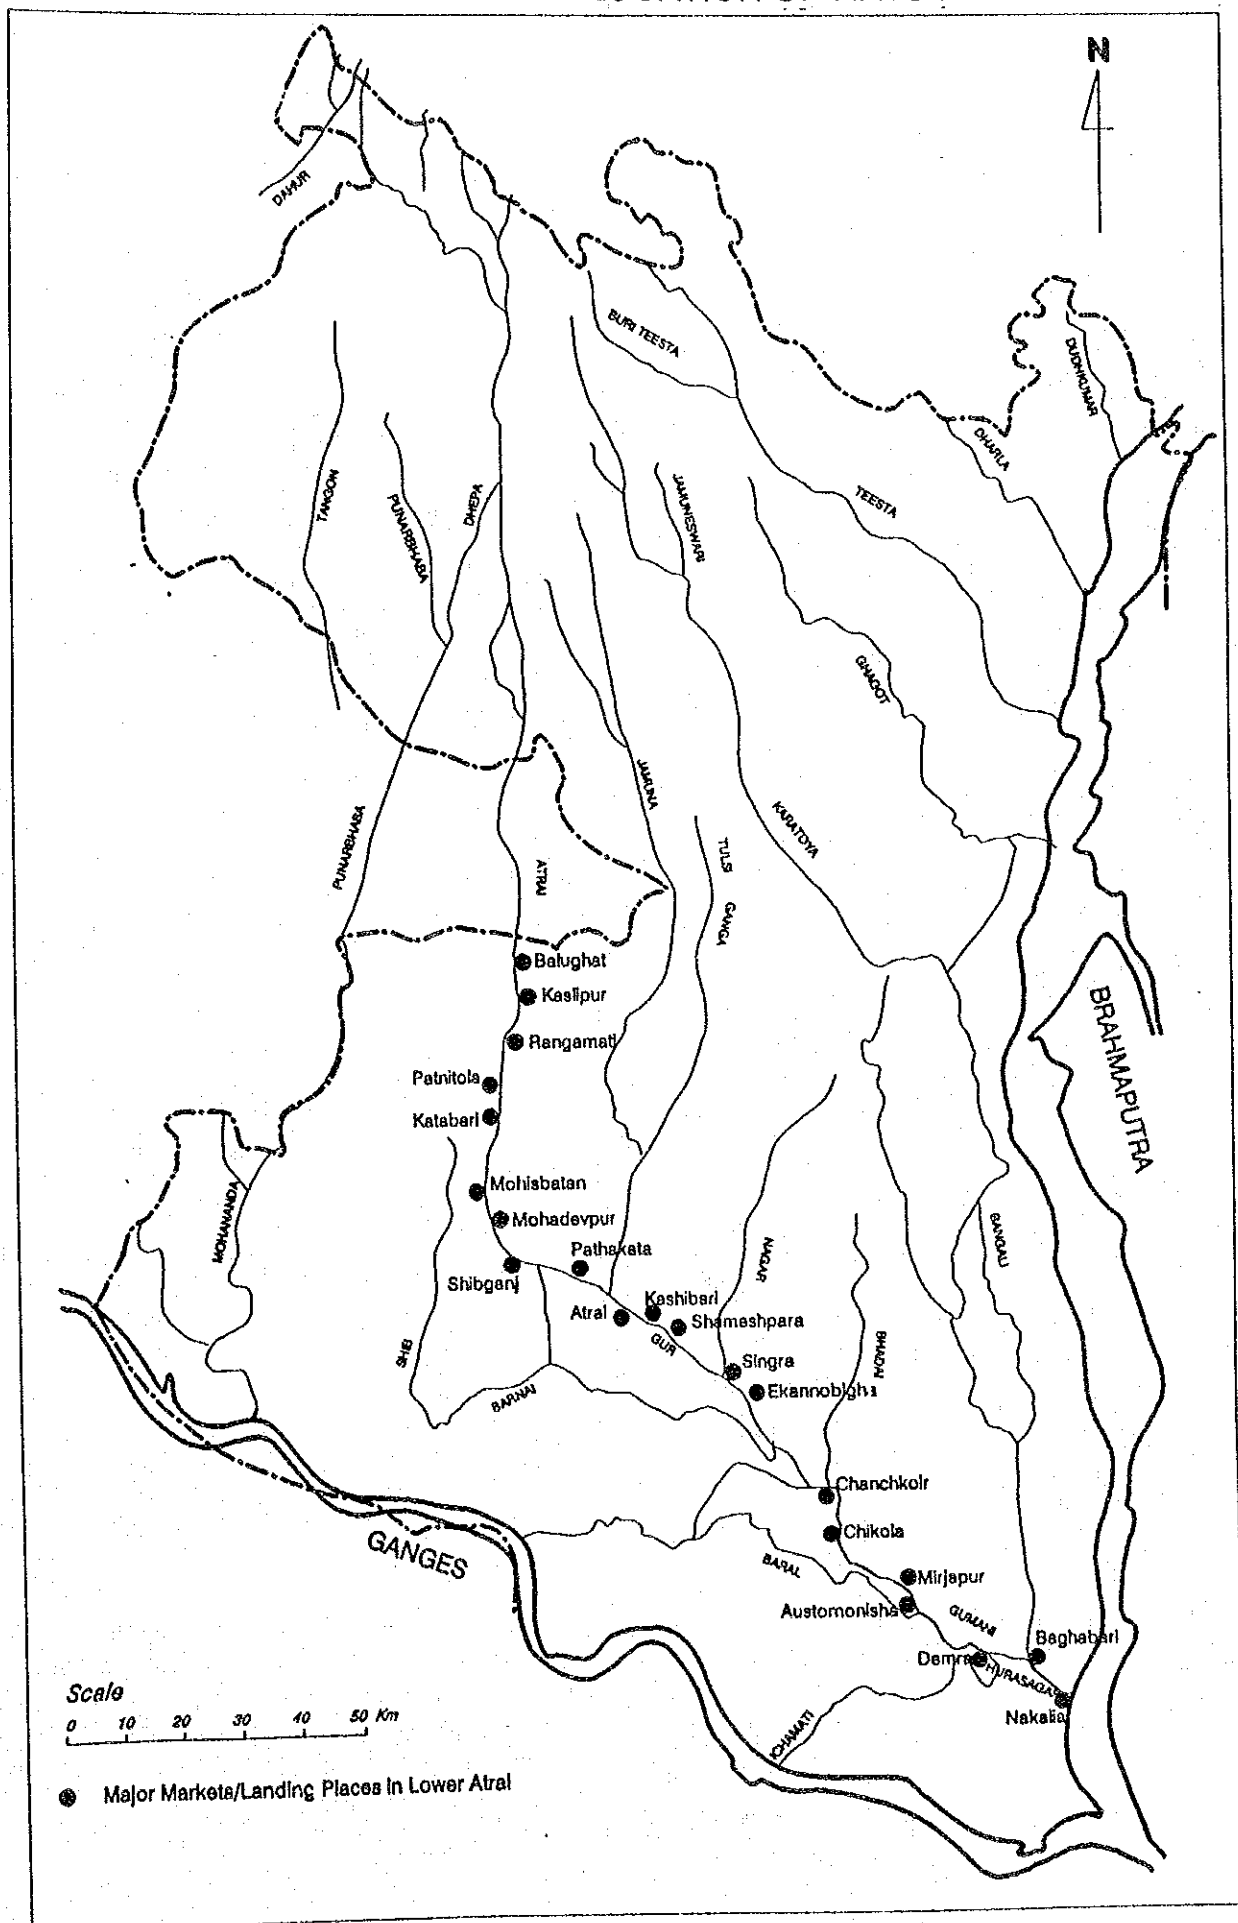 N
DAHUR
BURI TEESTA
DUDHKUMAR
DHARLA
TANGON
PUNARBHABA
DHEPA
JAMUNESWARI
TEESTA
GHAGOT
PUNARBHABA
ATRAI
JAMUNA
TULSI GANGA
KARATOYA
Balughat
Kasipur
Rangamati
Patnitola
Katabari
BRAHMAPUTRA
Mohisbatan
Mohadevpur
MOHANANDA
Pathakata
Shibganj
NAGAR
BANGALI
Kashibari
Atrai
Shamashpara
GUR
SHIB
BARNAI
Singra
Ekannobigha
BHADAI
Chanchkoir
Chikola
GANGES
BARAL
Mirjapur
Austomonisha
GUMANI
Baghabari
Demra
HURASAGAR
Nakalia
ICHAMATI
Scale
0 10 20 30 40 50 Km
Major Markets/Landing Places in Lower Atrai